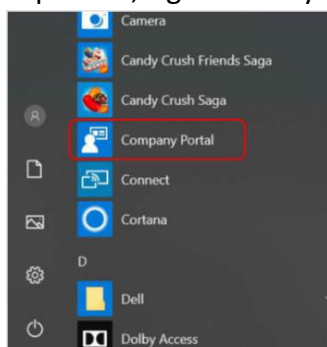 Camera
Candy Crush Friends Saga
Candy Crush Saga
Company Portal
Connect
Cortana
D
Dell
Dolby Access